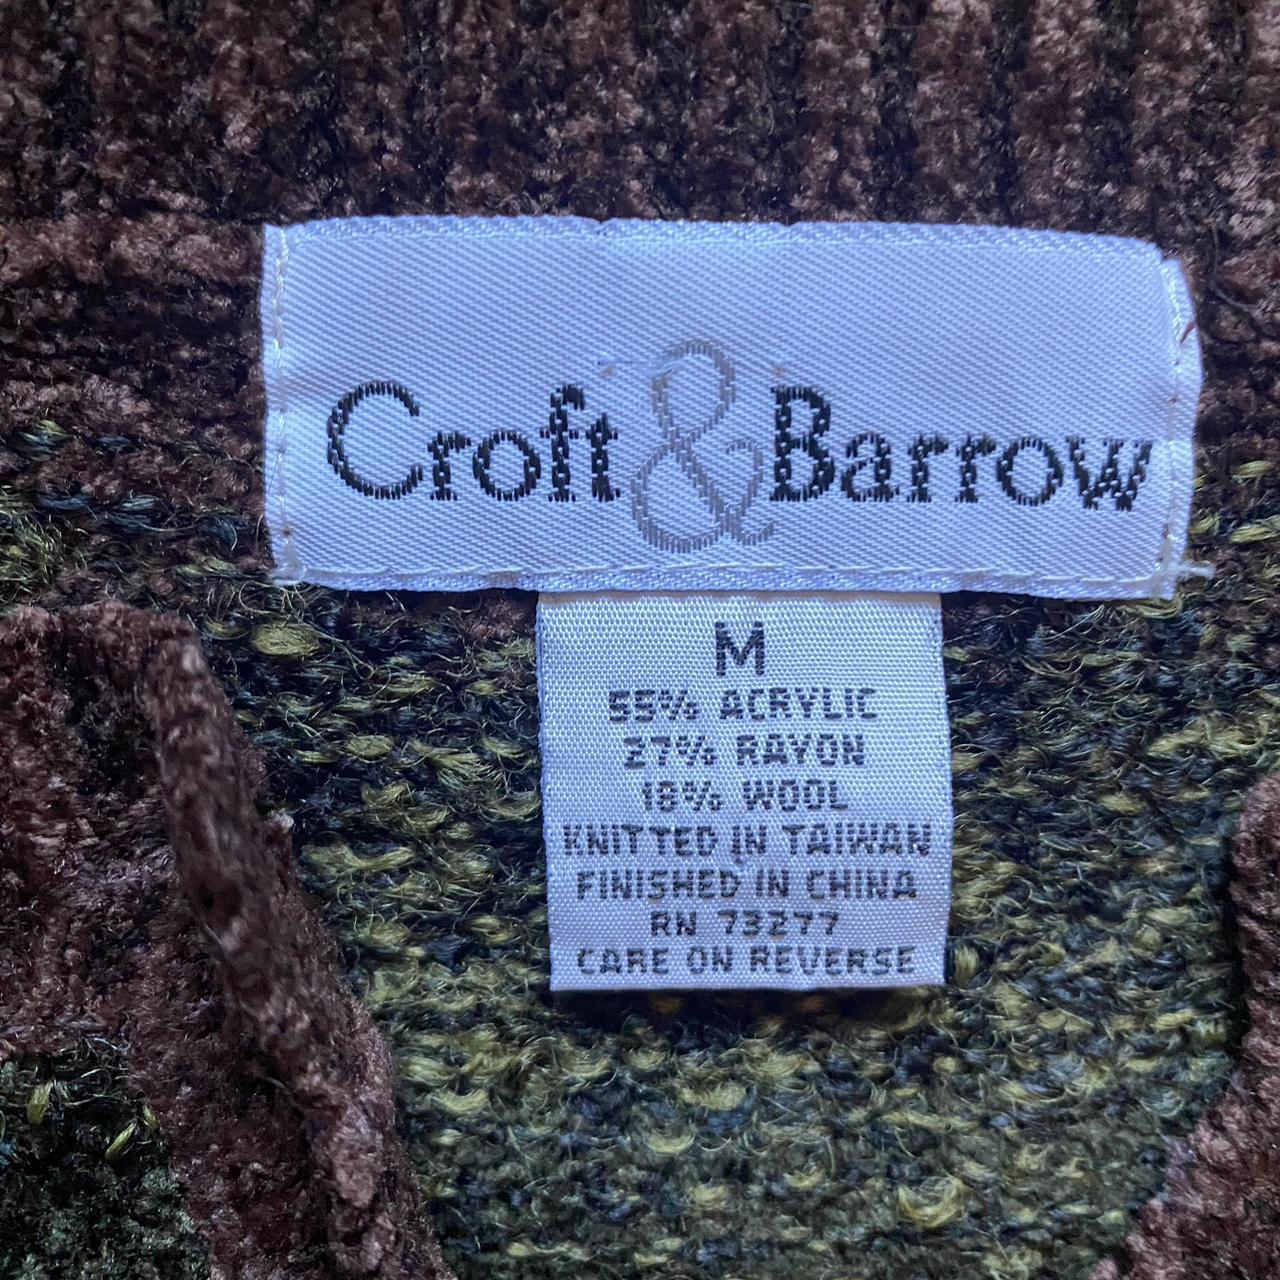 Croft & Barrow
M
55% ACRYLIC
27% RAYON
18% WOOL
KNITTED IN TAIWAN
FINISHED IN CHINA
RN 73277
CARE ON REVERSE